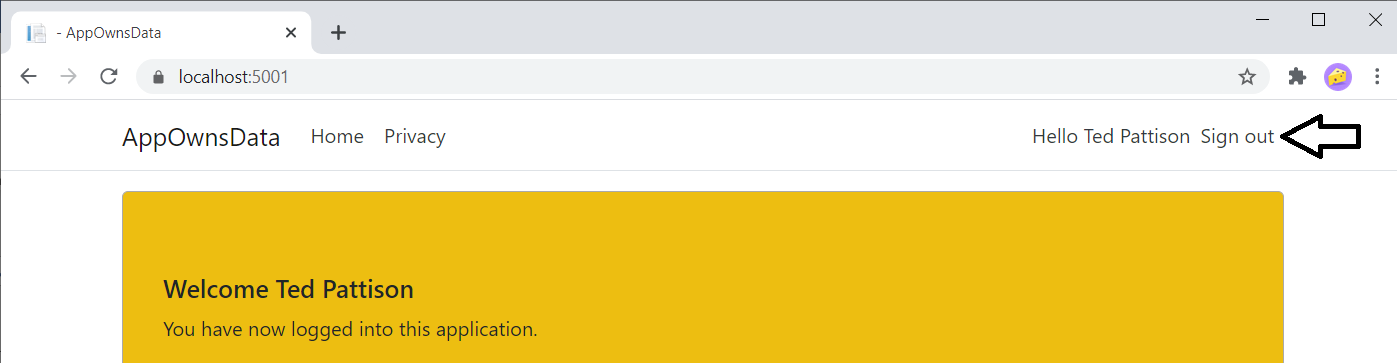 - AppOwnsData
localhost:5001
AppOwnsData Home Privacy Hello Ted Pattison Sign out
Welcome Ted Pattison
You have now logged into this application.